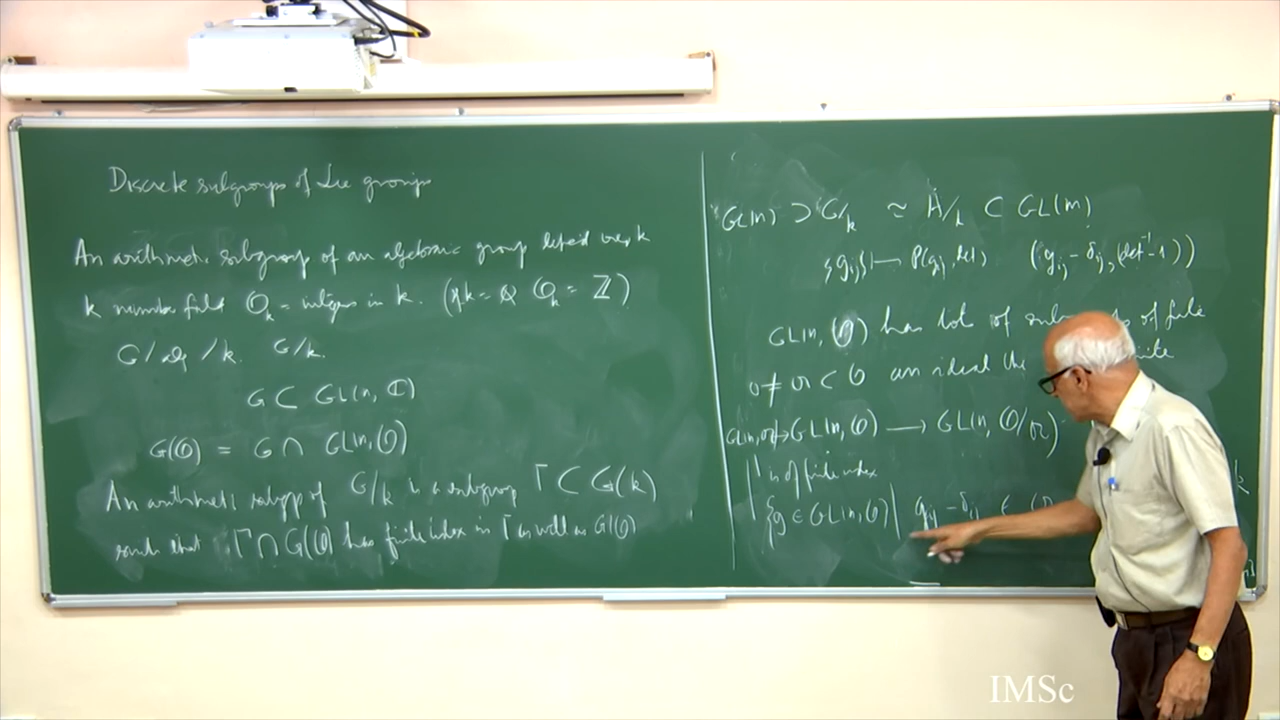 Discrete subgroups of Lie groups
An arithmetic subgroup of an algebraic group defined over k
k number field O_k = integers in k. (if k = ℚ O_k = ℤ)
G/ /k. G/k.
G ⊂ GL(n, ℂ)
G(O) = G ∩ GL(n, O)
An arithmetic subgp of G/k is a subgroup Γ ⊂ G(k)
such that Γ ∩ G(O) has finite index in Γ as well as G(O)
GL(n) ⊃ G/k ≃ H/k ⊂ GL(m)
{g_ij} ↦ P(g_ij, det) (g_ij − δ_ij, (det⁻¹ − 1))
GL(n, O) has lot of of finite
0 ≠ 𝔞 ⊂ O an ideal the
GL(n, 𝔞) → GL(n, O) → GL(n, O/𝔞)
is of finite index
{g ∈ GL(n, O) | g_ij − δ_ij ∈
k
IMSc